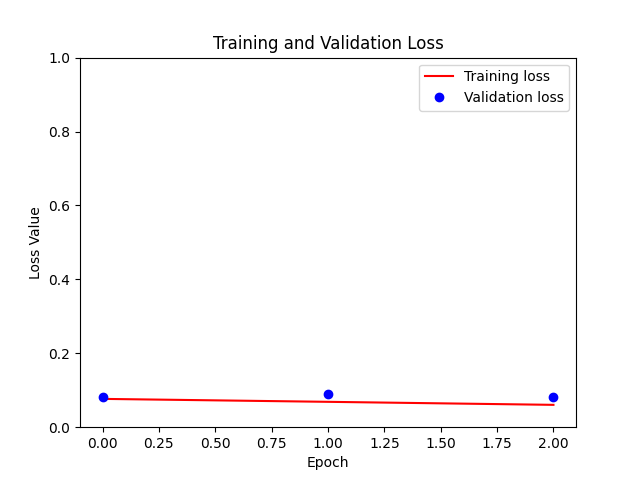 Training and Validation Loss
Training loss
Validation loss
Loss Value
1.0
0.8
0.6
0.4
0.2
0.0
0.00 0.25 0.50 0.75 1.00 1.25 1.50 1.75 2.00
Epoch